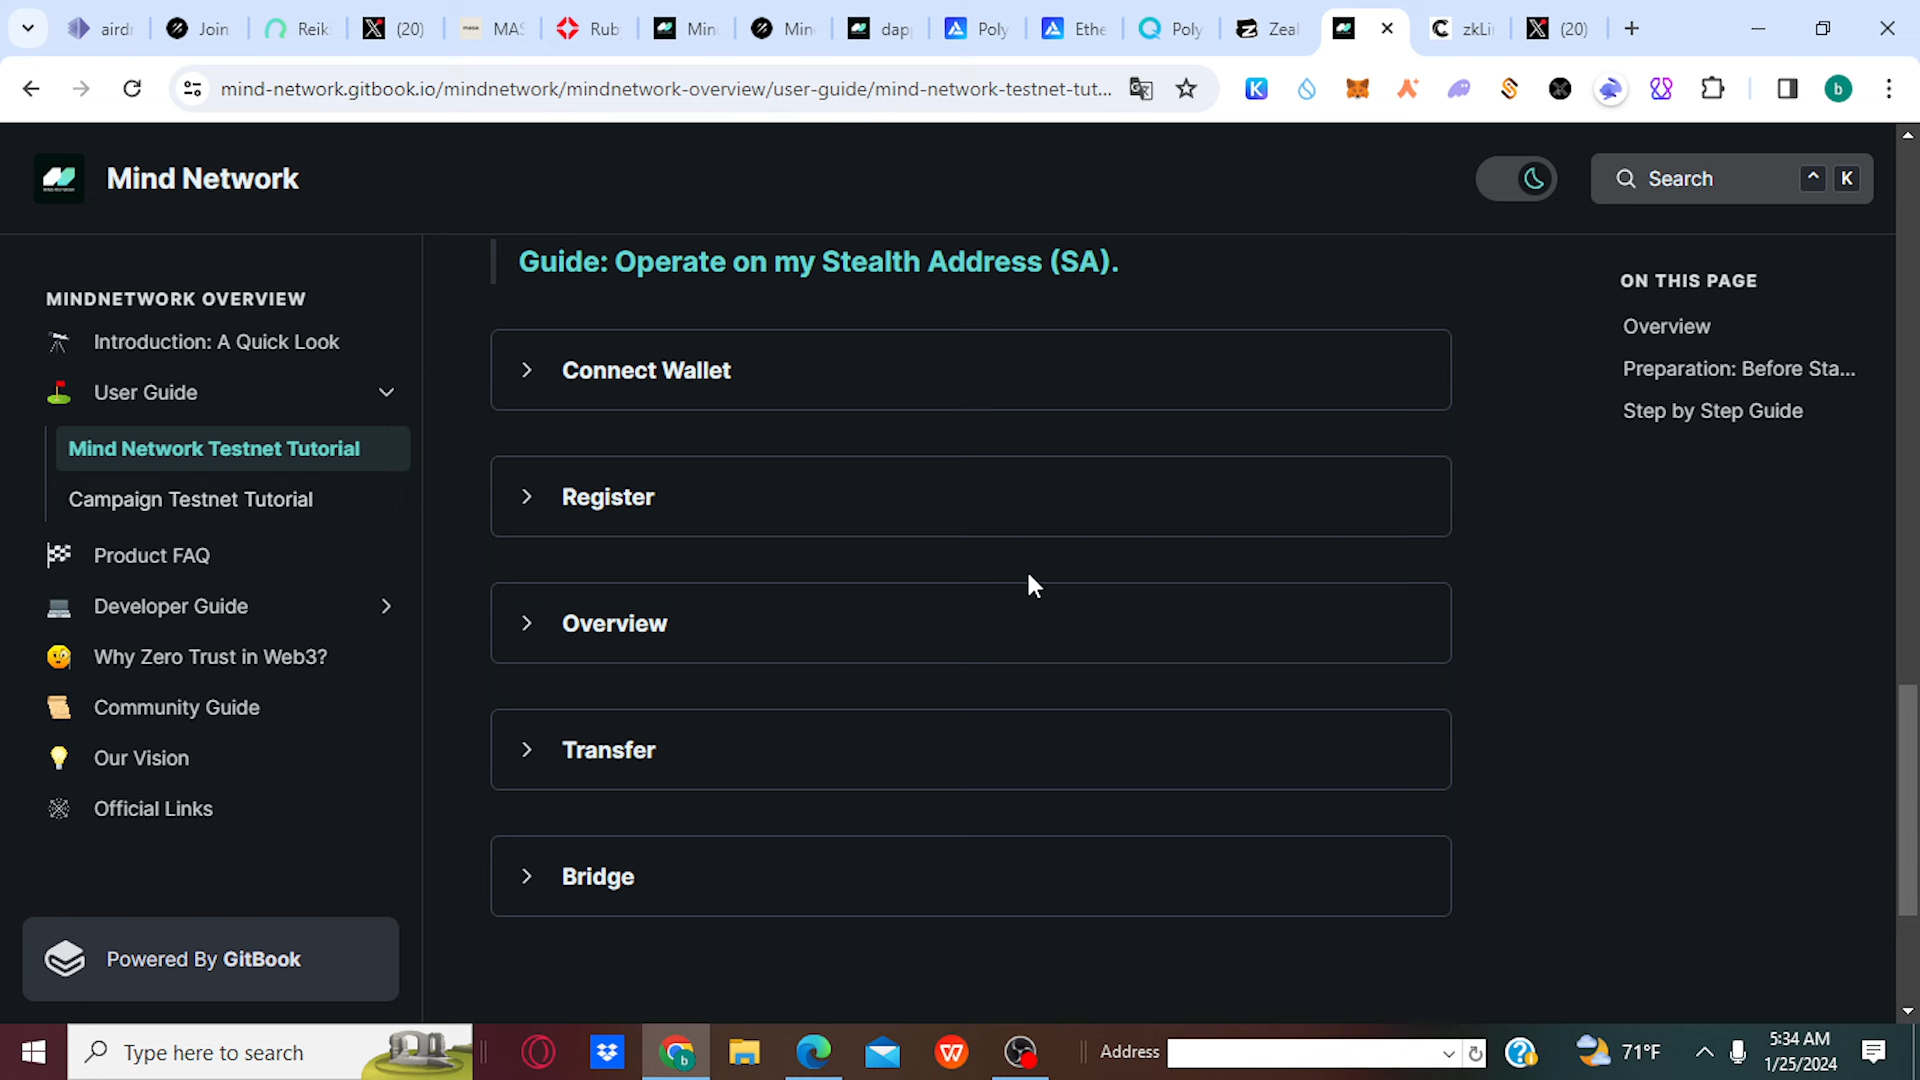 airdr
Join
Reik
(20)
MAS
Rub
Min
Min
dap
Poly
Ethe
Poly
Zeal
zkLi
(20)
mind-network.gitbook.io/mindnetwork/mindnetwork-overview/user-guide/mind-network-testnet-tut...
b
Mind Network
Search
^ K
MINDNETWORK OVERVIEW
Introduction: A Quick Look
User Guide
Mind Network Testnet Tutorial
Campaign Testnet Tutorial
Product FAQ
Developer Guide
Why Zero Trust in Web3?
Community Guide
Our Vision
Official Links
Powered By GitBook
Guide: Operate on my Stealth Address (SA).
Connect Wallet
Register
Overview
Transfer
Bridge
ON THIS PAGE
Overview
Preparation: Before Sta...
Step by Step Guide
Type here to search
Address
71°F
5:34 AM
1/25/2024